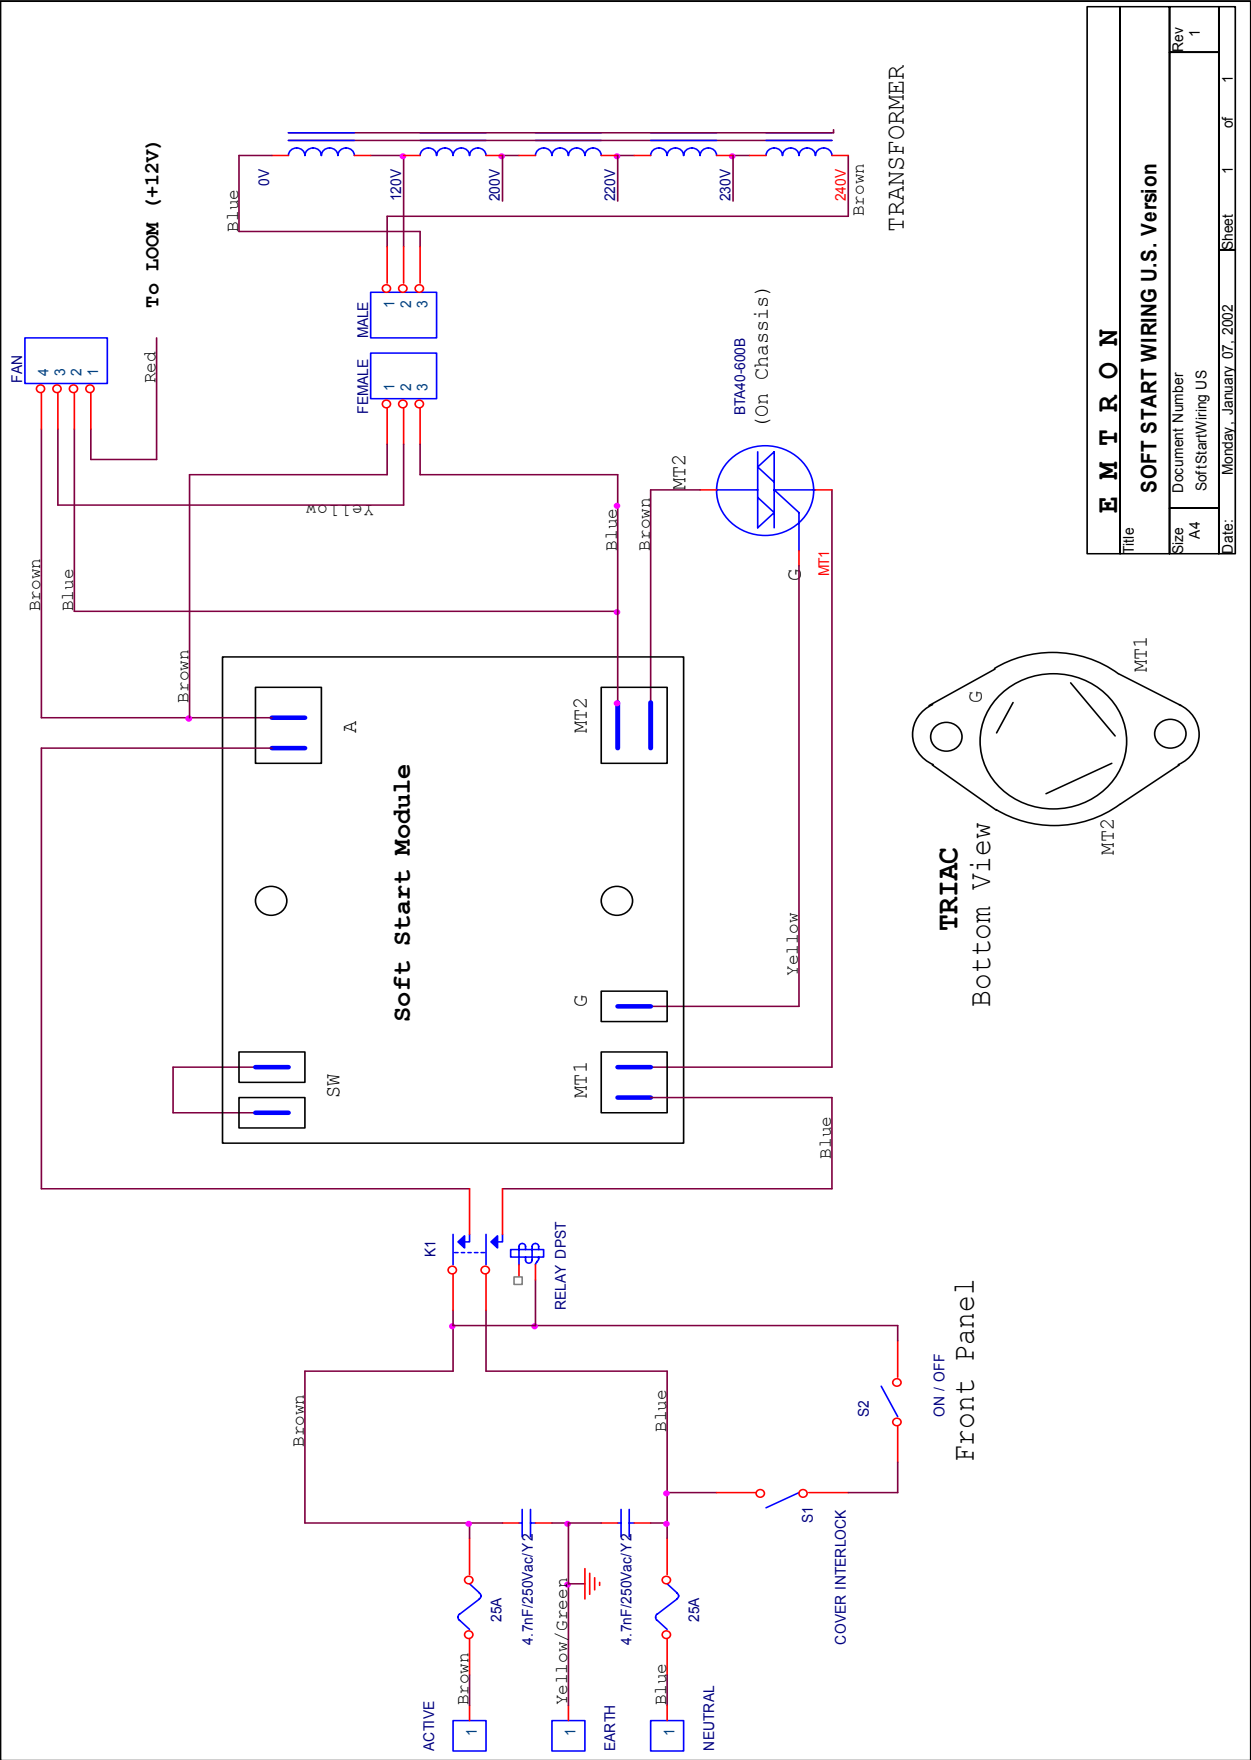 ACTIVE
1
Brown
25A
EARTH
1
Yellow/Green
4.7nF/250Vac/Y2
4.7nF/250Vac/Y2
NEUTRAL
1
Blue
25A
Brown
Blue
COVER INTERLOCK
S1
S2
ON / OFF
Front Panel
K1
RELAY DPST
Blue
SW
MT1
G
Soft Start Module
A
MT2
Yellow
Brown
Brown
Blue
Yellow
Blue
Brown
FAN
4
3
2
1
Red
To LOOM (+12V)
FEMALE
1
2
3
MALE
1
2
3
Blue
0V
120V
200V
220V
230V
240V
Brown
TRANSFORMER
MT2
G
MT1
BTA40-600B
(On Chassis)
TRIAC
Bottom View
G
MT1
MT2
E M T R O N
Title
SOFT START WIRING U.S. Version
Size
A4
Document Number
SoftStartWiring US
Rev
1
Date:
Monday, January 07, 2002
Sheet
1
of
1